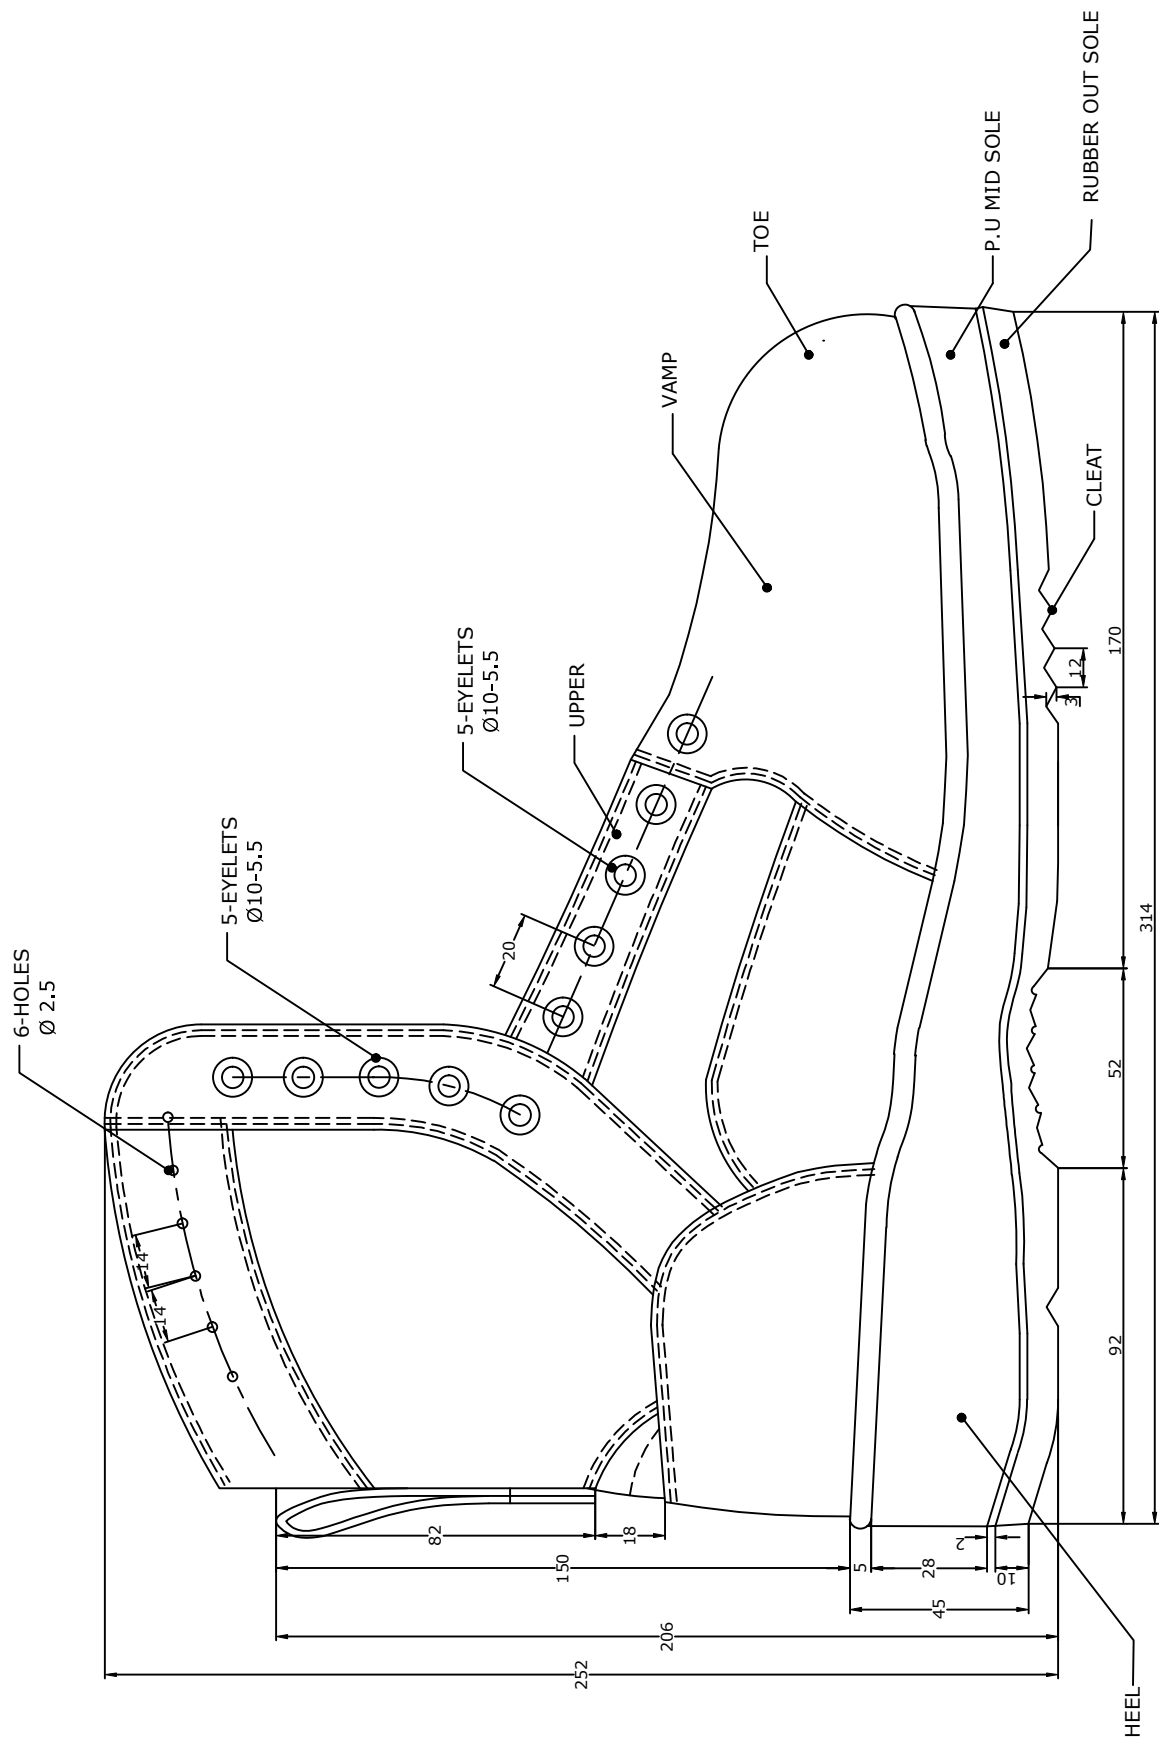 6-HOLES
Ø 2.5
5-EYELETS
Ø10-5.5
5-EYELETS
Ø10-5.5
UPPER
VAMP
TOE
P.U MID SOLE
RUBBER OUT SOLE
CLEAT
HEEL
14
14
20
82
18
150
5
28
2
10
45
206
252
3
12
170
52
92
314